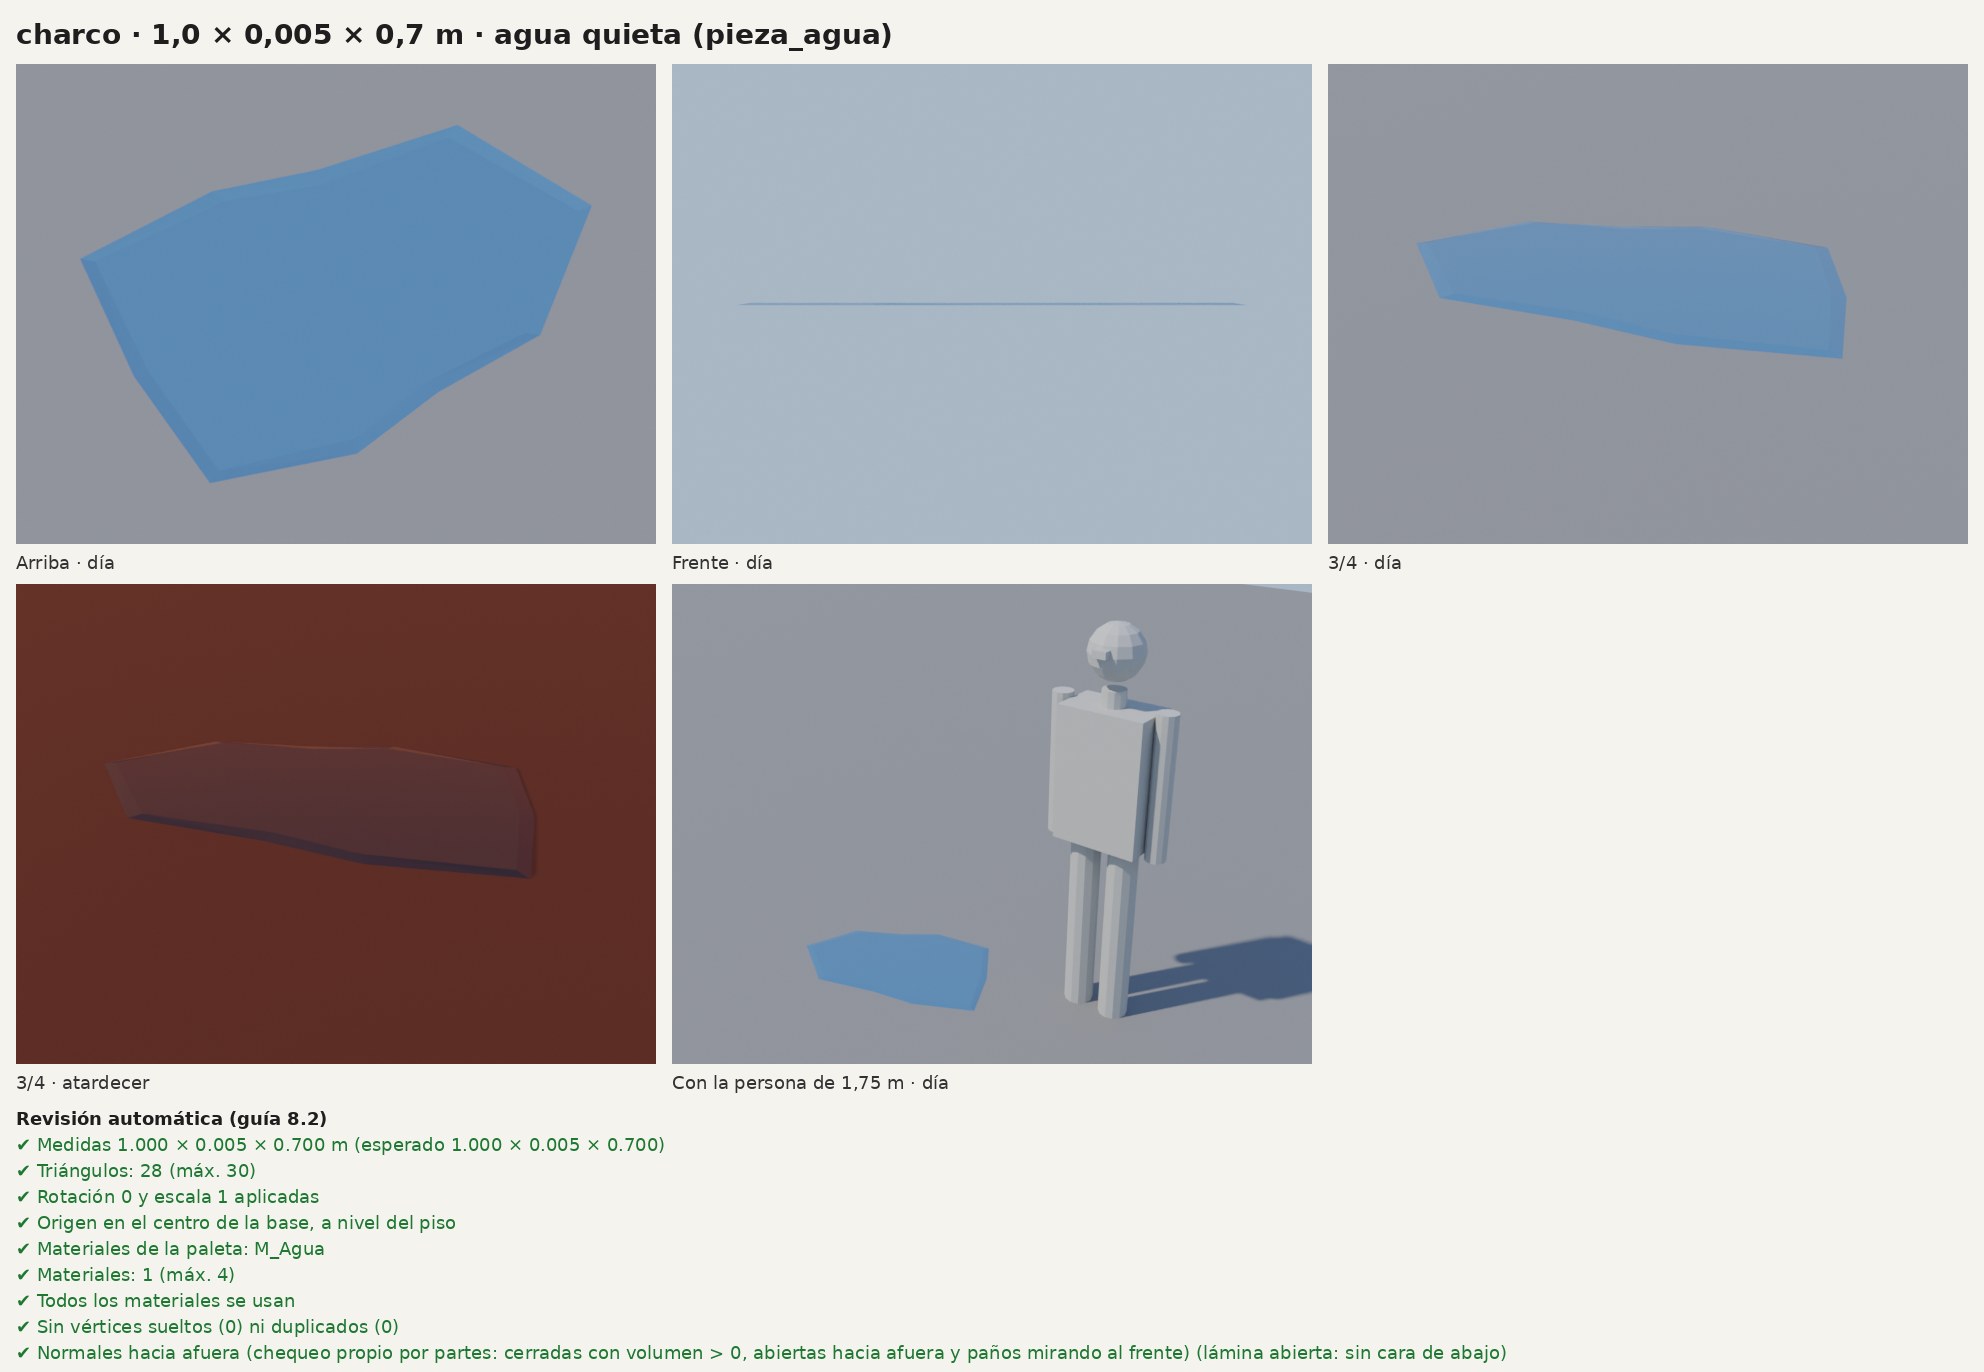 charco · 1,0 × 0,005 × 0,7 m · agua quieta (pieza_agua)
Arriba · día
Frente · día
3/4 · día
3/4 · atardecer
Con la persona de 1,75 m · día
Revisión automática (guía 8.2)
✔ Medidas 1.000 × 0.005 × 0.700 m (esperado 1.000 × 0.005 × 0.700)
✔ Triángulos: 28 (máx. 30)
✔ Rotación 0 y escala 1 aplicadas
✔ Origen en el centro de la base, a nivel del piso
✔ Materiales de la paleta: M_Agua
✔ Materiales: 1 (máx. 4)
✔ Todos los materiales se usan
✔ Sin vértices sueltos (0) ni duplicados (0)
✔ Normales hacia afuera (chequeo propio por partes: cerradas con volumen > 0, abiertas hacia afuera y paños mirando al frente) (lámina abierta: sin cara de abajo)